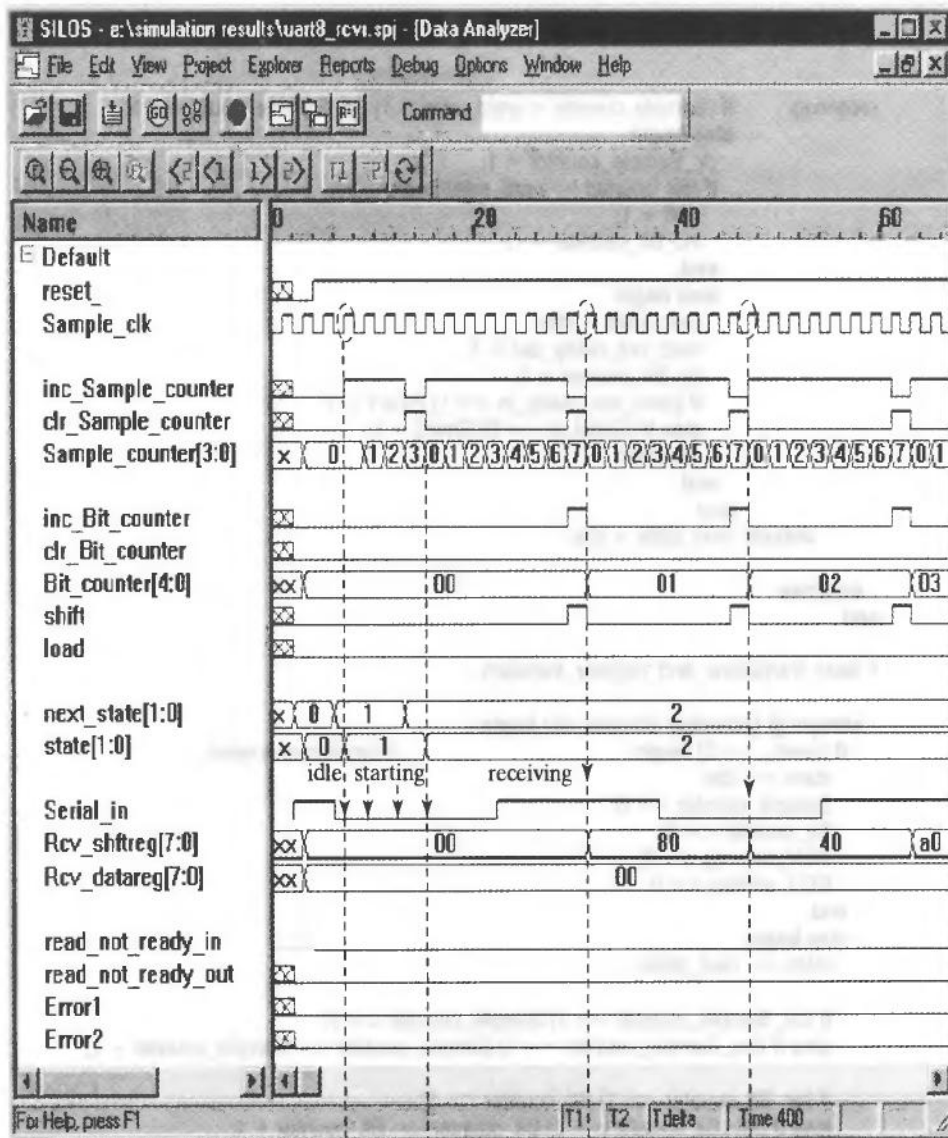 SILOS - e:\simulation results\uart8_rcvr.spj - [Data Analyzer]
File Edit View Project Explorer Reports Debug Options Window Help
GO
Command
T1 T2
Name 0 20 40 60
Default
reset_
Sample_clk
inc_Sample_counter
clr_Sample_counter
Sample_counter[3:0] x 0 1 2 3 0 1 2 3 4 5 6 7 0 1 2 3 4 5 6 7 0 1 2 3 4 5 6 7 0 1
inc_Bit_counter
clr_Bit_counter
Bit_counter[4:0] xx 00 01 02 03
shift
load
next_state[1:0] x 0 1 2
state[1:0] x 0 1 2
idle starting receiving
Serial_in
Rcv_shftreg[7:0] xx 00 80 40 a0
Rcv_datareg[7:0] xx 00
read_not_ready_in
read_not_ready_out
Error1
Error2
For Help, press F1 T1 T2 Tdelta Time 400